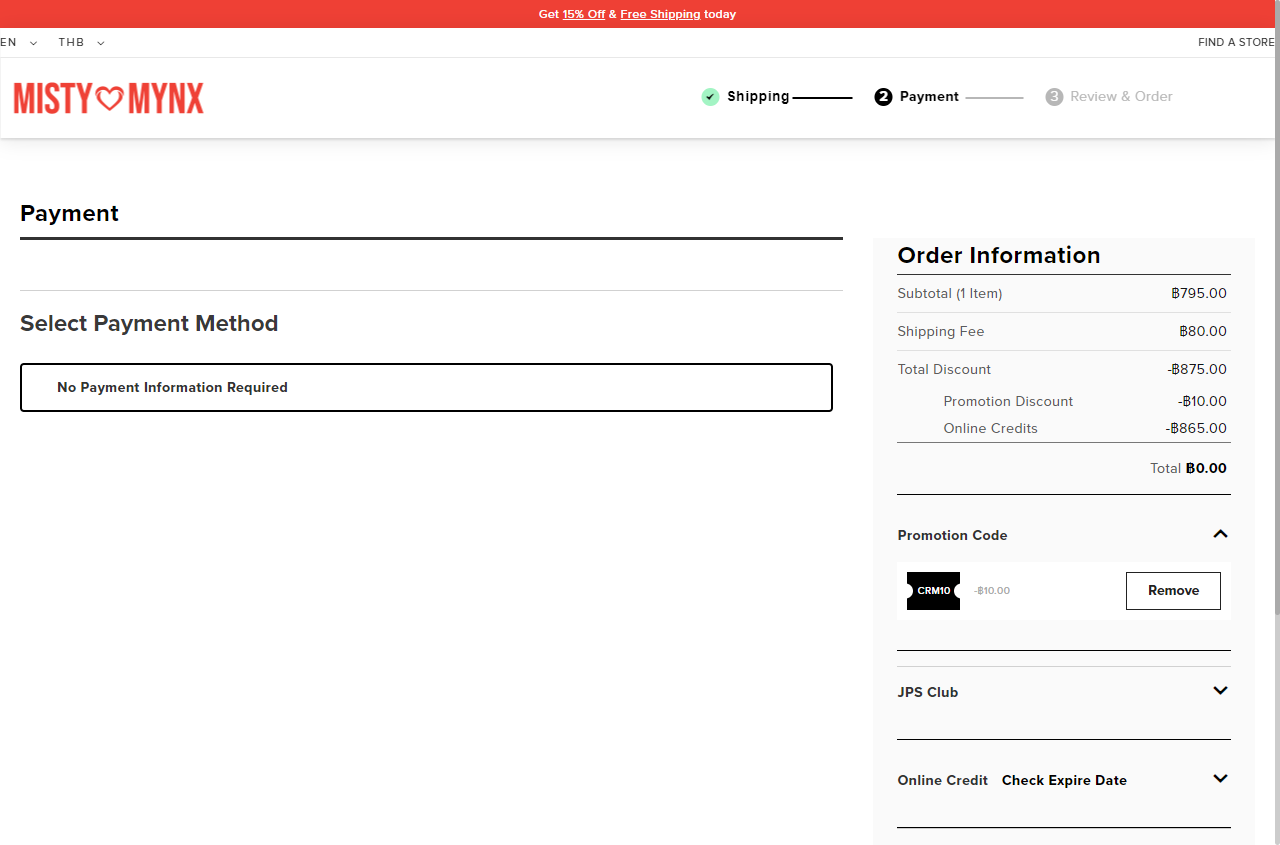 Get 15% Off & Free Shipping today
EN THB FIND A STORE
MISTY MYNX
Shipping 2 Payment 3 Review & Order
Payment
Order Information
Subtotal (1 Item) ฿795.00
Select Payment Method
Shipping Fee ฿80.00
Total Discount -฿875.00
No Payment Information Required
Promotion Discount -฿10.00
Online Credits -฿865.00
Total ฿0.00
Promotion Code
CRM10 -฿10.00 Remove
JPS Club
Online Credit Check Expire Date